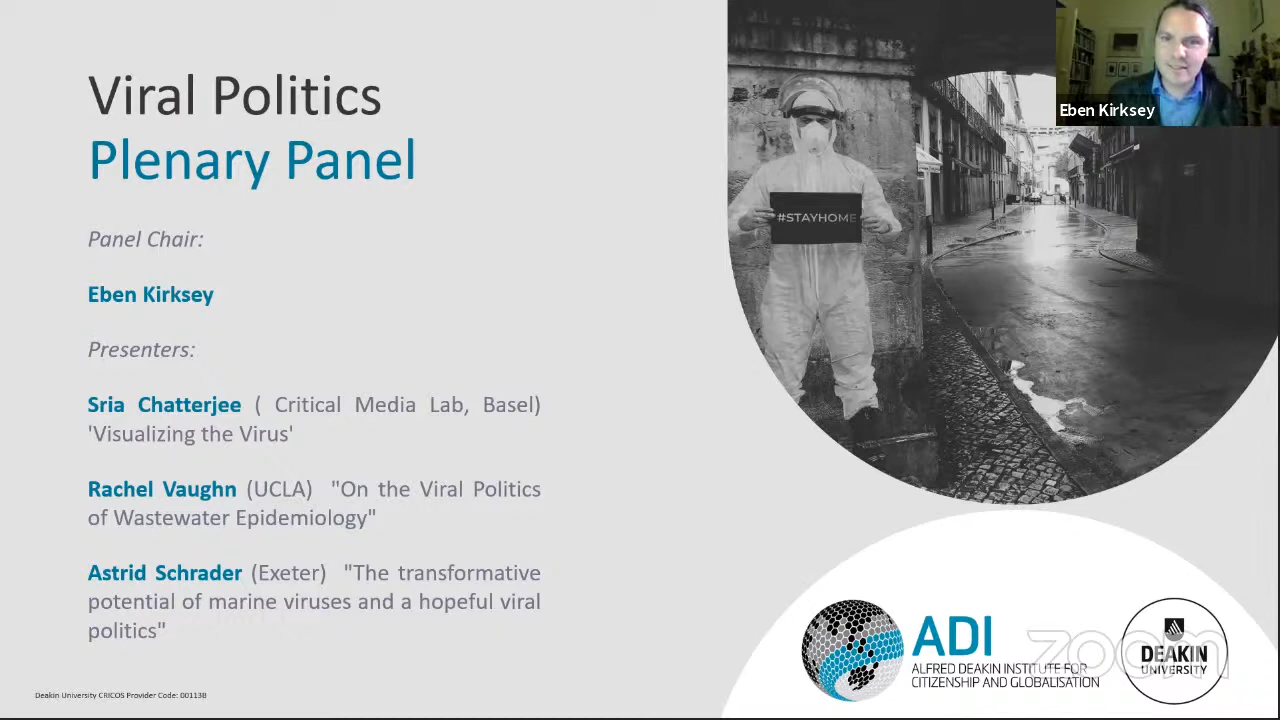 Viral Politics
Plenary Panel
Panel Chair:
Eben Kirksey
Presenters:
Sria Chatterjee ( Critical Media Lab, Basel)
'Visualizing the Virus'
Rachel Vaughn (UCLA) "On the Viral Politics
of Wastewater Epidemiology"
Astrid Schrader (Exeter) "The transformative
potential of marine viruses and a hopeful viral
politics"
Deakin University CRICOS Provider Code: 00113B
Eben Kirksey
#STAYHOME
ADI
ALFRED DEAKIN INSTITUTE FOR
CITIZENSHIP AND GLOBALISATION
zoom
DEAKIN
UNIVERSITY